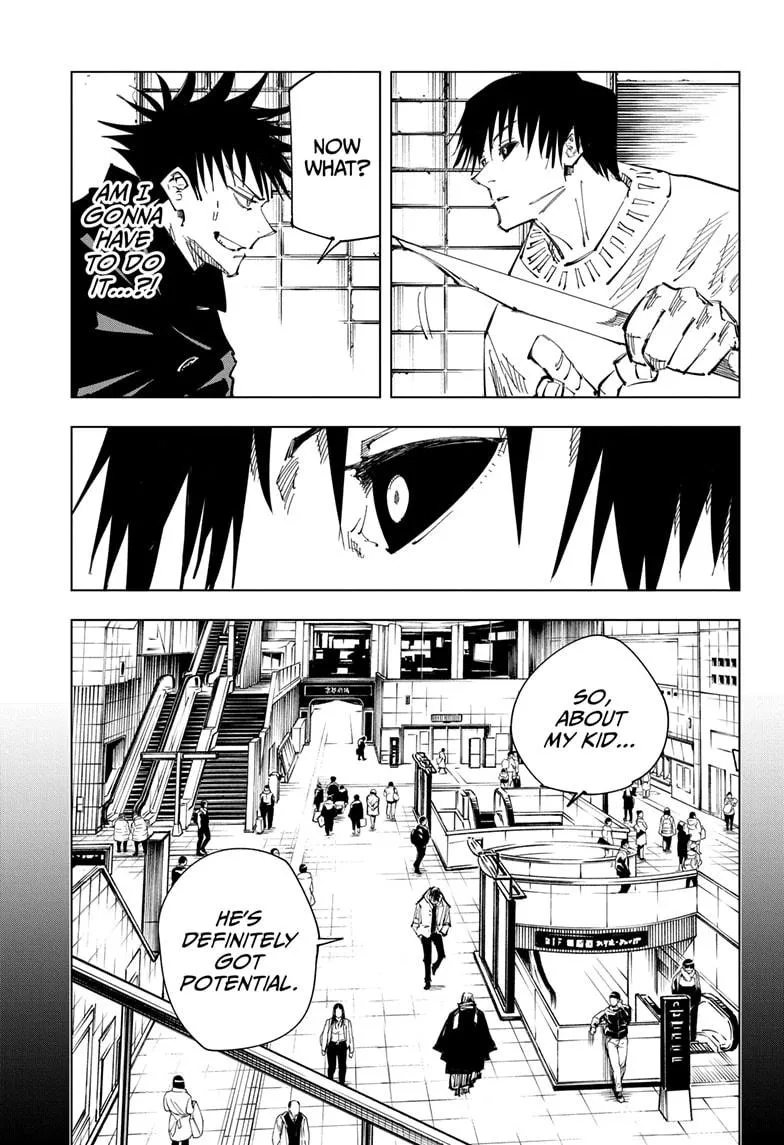 NOW
WHAT?
AM I
GONNA
HAVE
TO DO
IT...?!
SO,
ABOUT
MY KID...
HE'S
DEFINITELY
GOT
POTENTIAL.